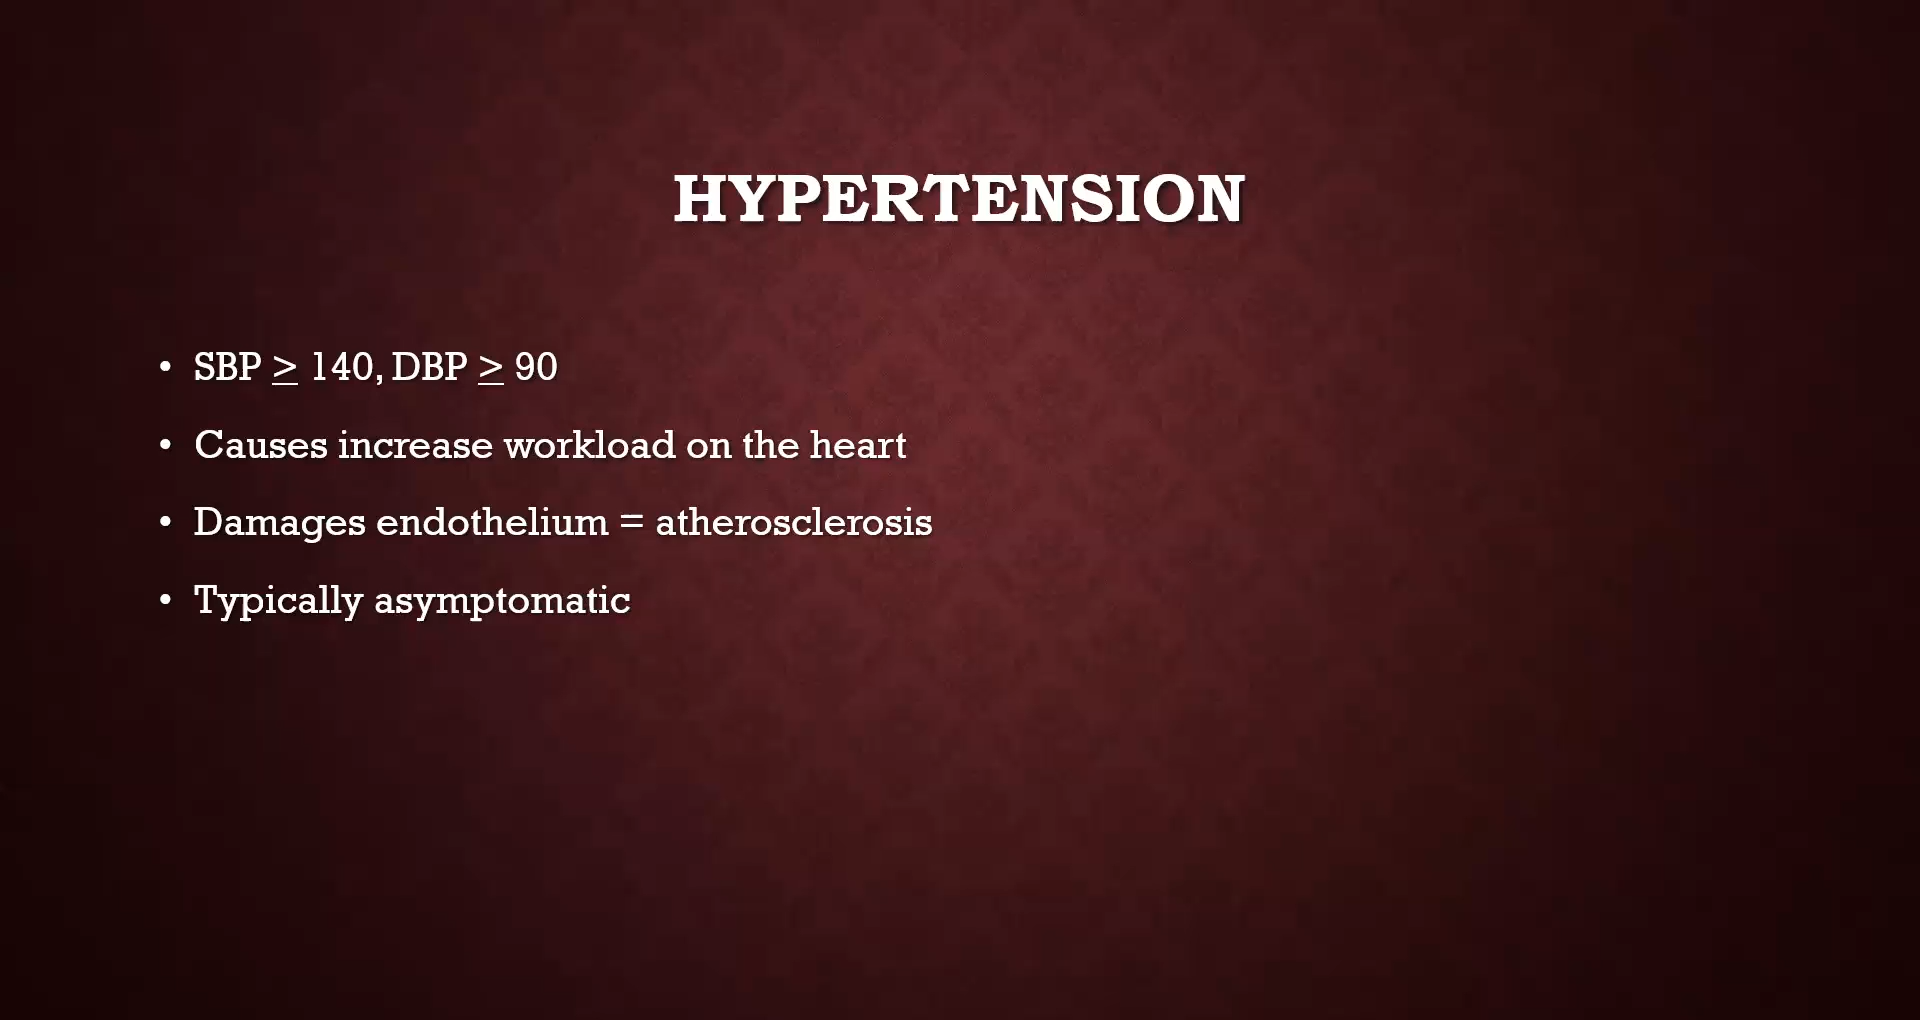 HYPERTENSION
• SBP ≥ 140, DBP ≥ 90
• Causes increase workload on the heart
• Damages endothelium = atherosclerosis
• Typically asymptomatic